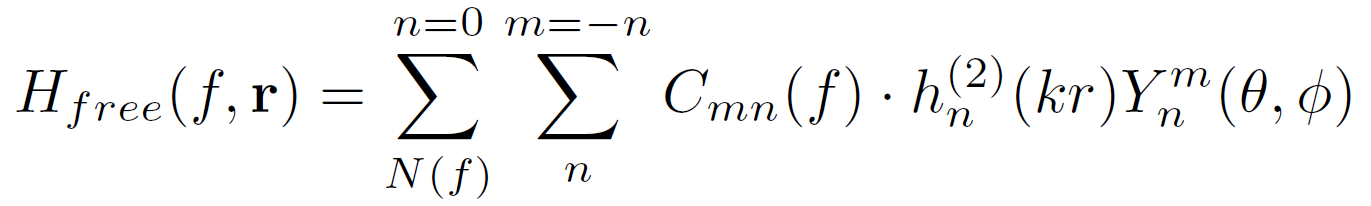 $H_{free}(f, \mathbf{r}) = \sum_{N(f)}^{n=0} \sum_{n}^{m=-n} C_{mn}(f) \cdot h_n^{(2)}(kr) Y_n^m(\theta, \phi)$